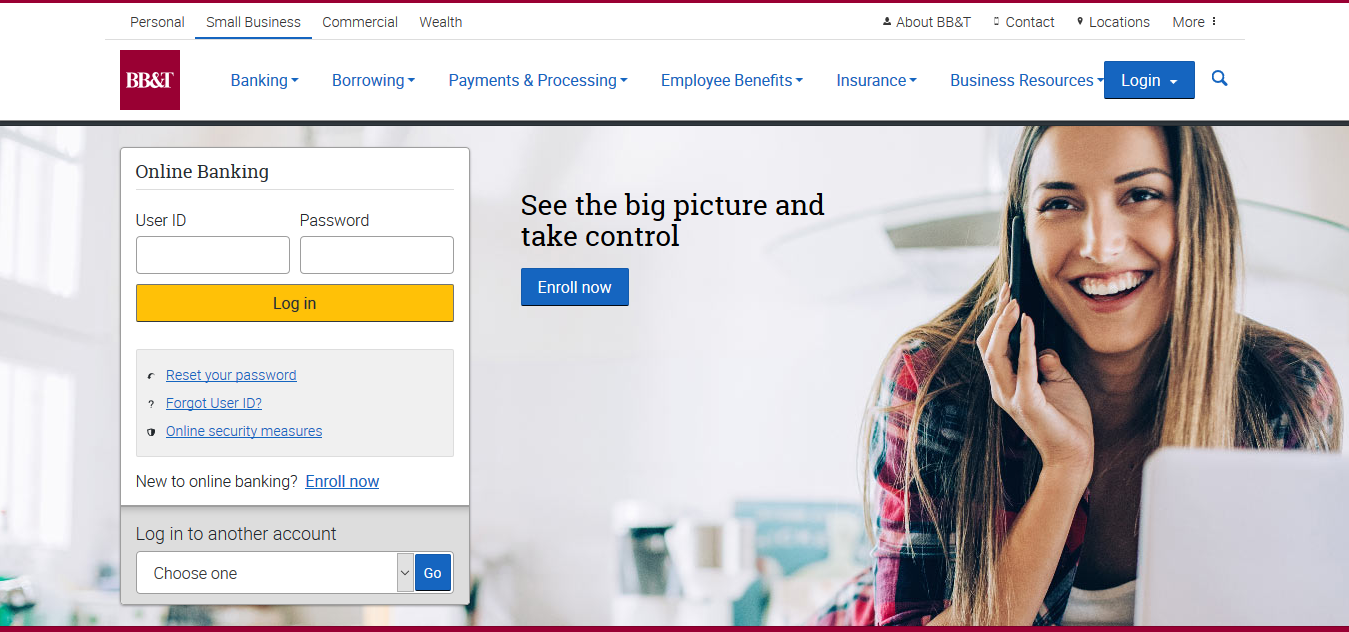 Personal Small Business Commercial Wealth About BB&T Contact Locations More
BB&T Banking Borrowing Payments & Processing Employee Benefits Insurance Business Resources Login
Online Banking
User ID Password
Log in
Reset your password
? Forgot User ID?
Online security measures
New to online banking? Enroll now
Log in to another account
Choose one Go
See the big picture and
take control
Enroll now